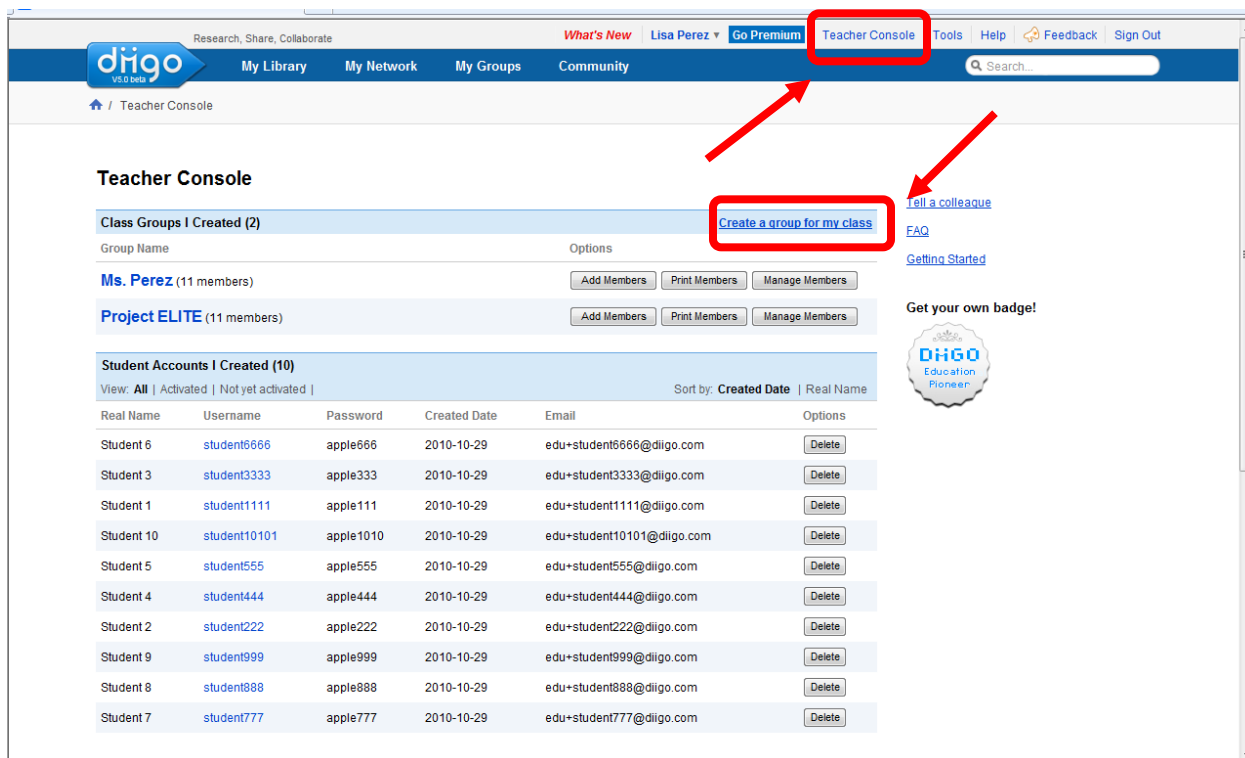 Research, Share, Collaborate What's New Lisa Perez Go Premium Teacher Console Tools Help Feedback Sign Out
diigo V5.0 beta My Library My Network My Groups Community Search...
/ Teacher Console
Teacher Console
Class Groups I Created (2) Create a group for my class
Group Name Options
Ms. Perez (11 members) Add Members Print Members Manage Members
Project ELITE (11 members) Add Members Print Members Manage Members
Student Accounts I Created (10)
View: All | Activated | Not yet activated | Sort by: Created Date | Real Name
Real Name Username Password Created Date Email Options
Student 6 student6666 apple666 2010-10-29 edu+student6666@diigo.com Delete
Student 3 student3333 apple333 2010-10-29 edu+student3333@diigo.com Delete
Student 1 student1111 apple111 2010-10-29 edu+student1111@diigo.com Delete
Student 10 student10101 apple1010 2010-10-29 edu+student10101@diigo.com Delete
Student 5 student555 apple555 2010-10-29 edu+student555@diigo.com Delete
Student 4 student444 apple444 2010-10-29 edu+student444@diigo.com Delete
Student 2 student222 apple222 2010-10-29 edu+student222@diigo.com Delete
Student 9 student999 apple999 2010-10-29 edu+student999@diigo.com Delete
Student 8 student888 apple888 2010-10-29 edu+student888@diigo.com Delete
Student 7 student777 apple777 2010-10-29 edu+student777@diigo.com Delete
Tell a colleague
FAQ
Getting Started
Get your own badge!
DiiGO
Education
Pioneer